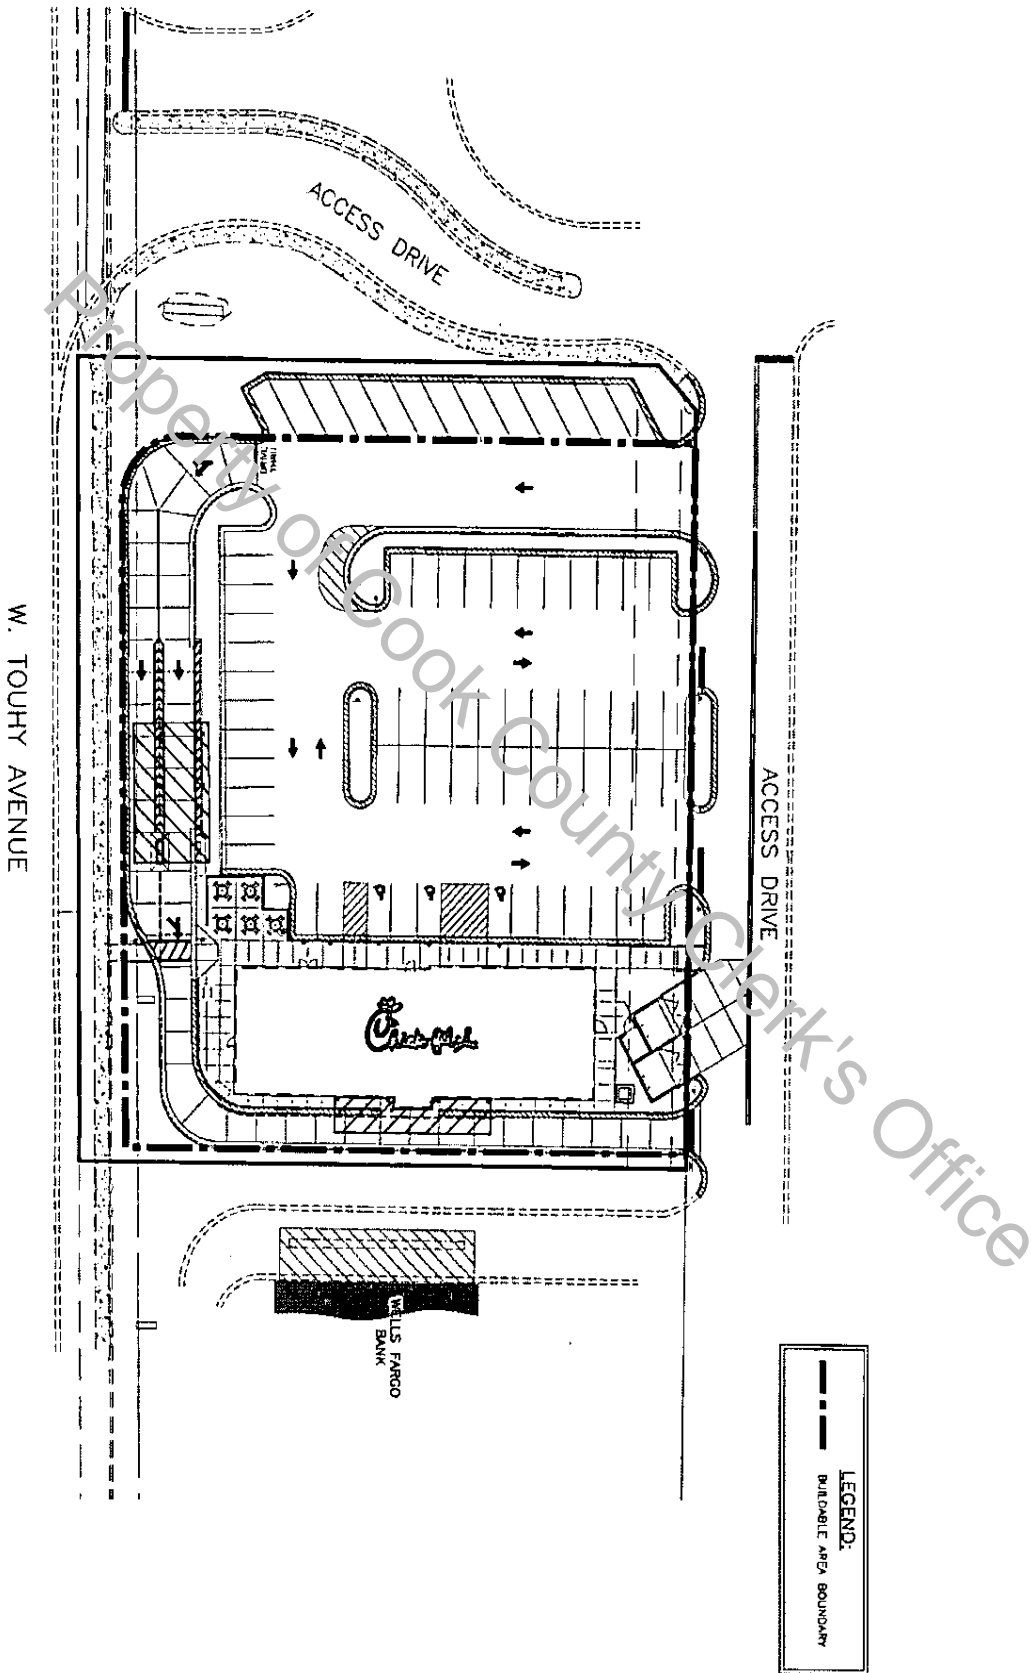 ACCESS DRIVE
ACCESS DRIVE
W. TOUHY AVENUE
Chick-fil-A
WELLS FARGO
BANK
LEGEND:
BUILDABLE AREA BOUNDARY
Property of Cook County Clerk's Office